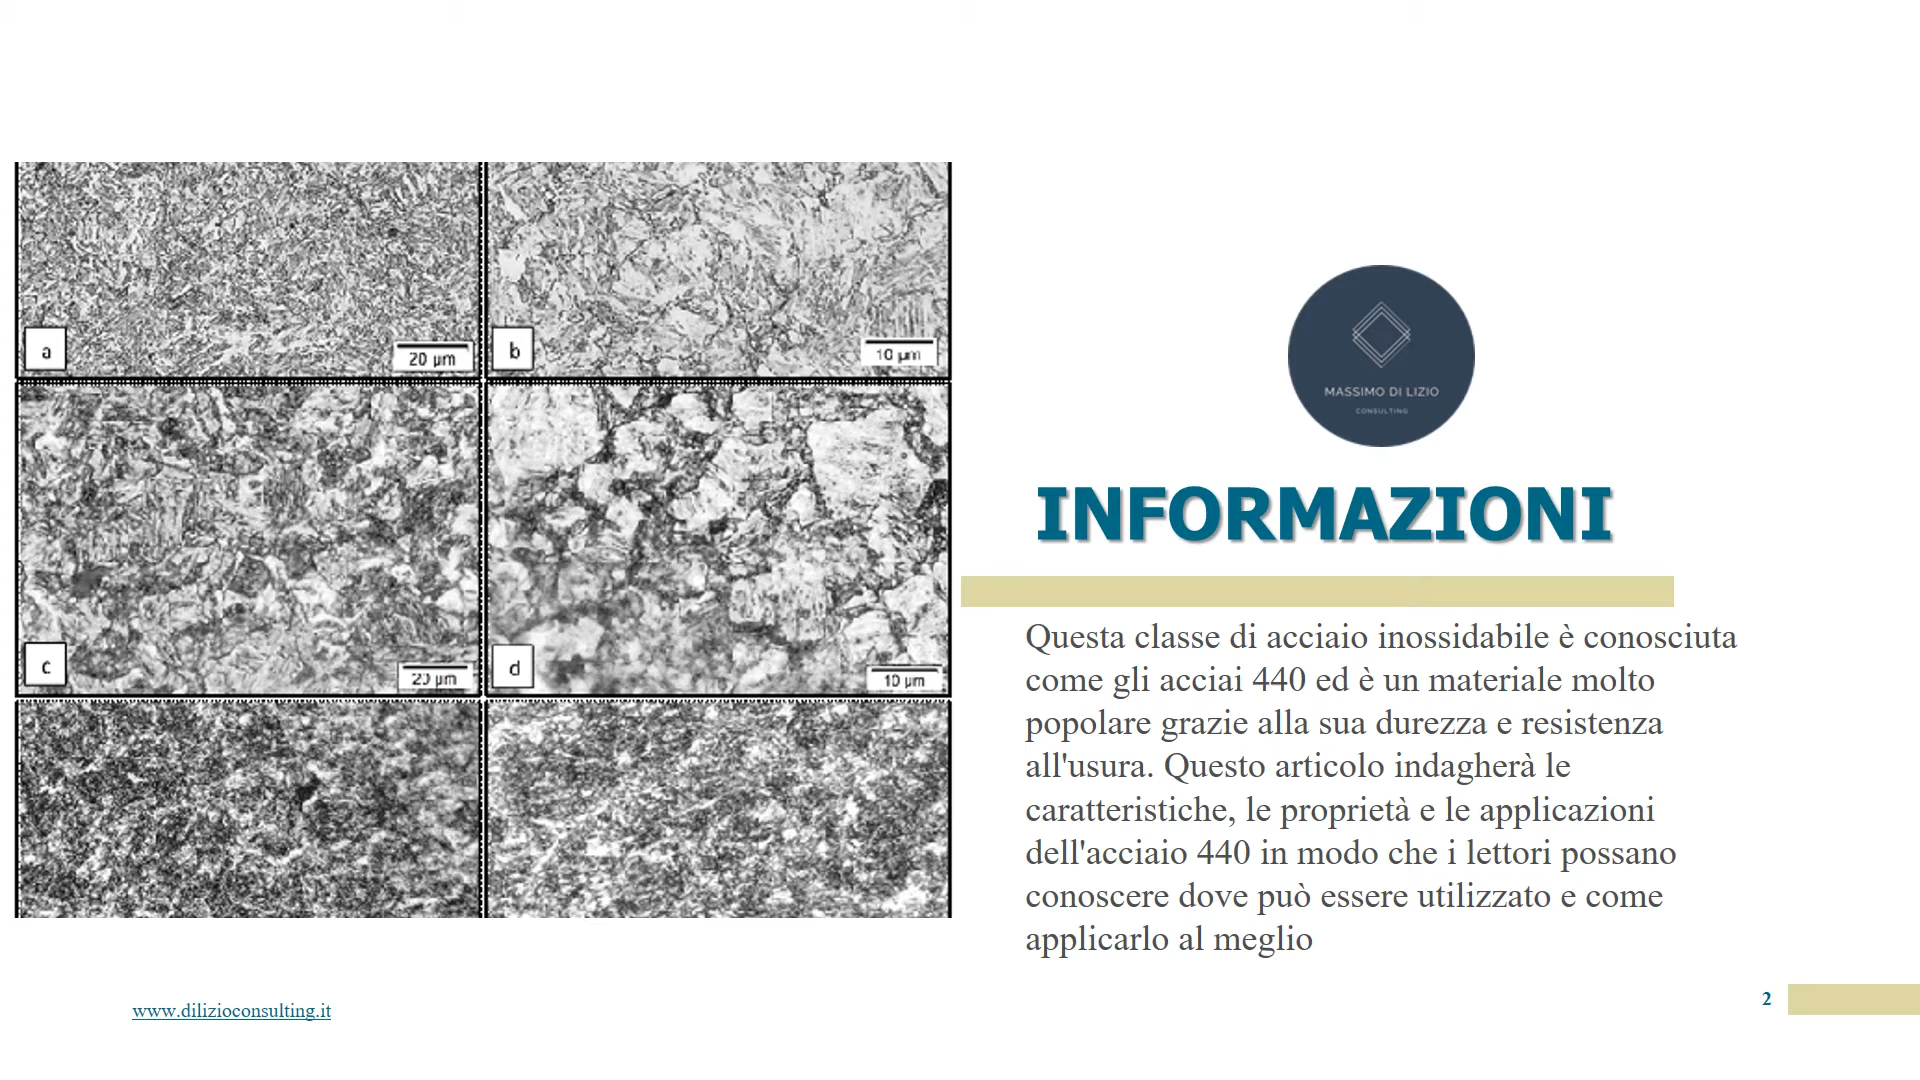 a
20 µm
b
10 µm
c
20 µm
d
10 µm
MASSIMO DI LIZIO
CONSULTING
INFORMAZIONI
Questa classe di acciaio inossidabile è conosciuta
come gli acciai 440 ed è un materiale molto
popolare grazie alla sua durezza e resistenza
all'usura. Questo articolo indagherà le
caratteristiche, le proprietà e le applicazioni
dell'acciaio 440 in modo che i lettori possano
conoscere dove può essere utilizzato e come
applicarlo al meglio
www.dilizioconsulting.it
2